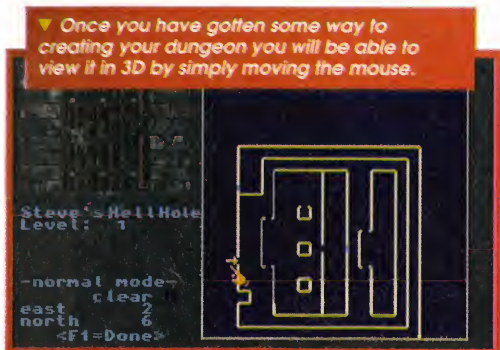 ▼ Once you have gotten some way to
creating your dungeon you will be able to
view it in 3D by simply moving the mouse.
Steve'sHellHole
Level: 1
-normal mode-
clear
east 2
north 6
<F1=Done>